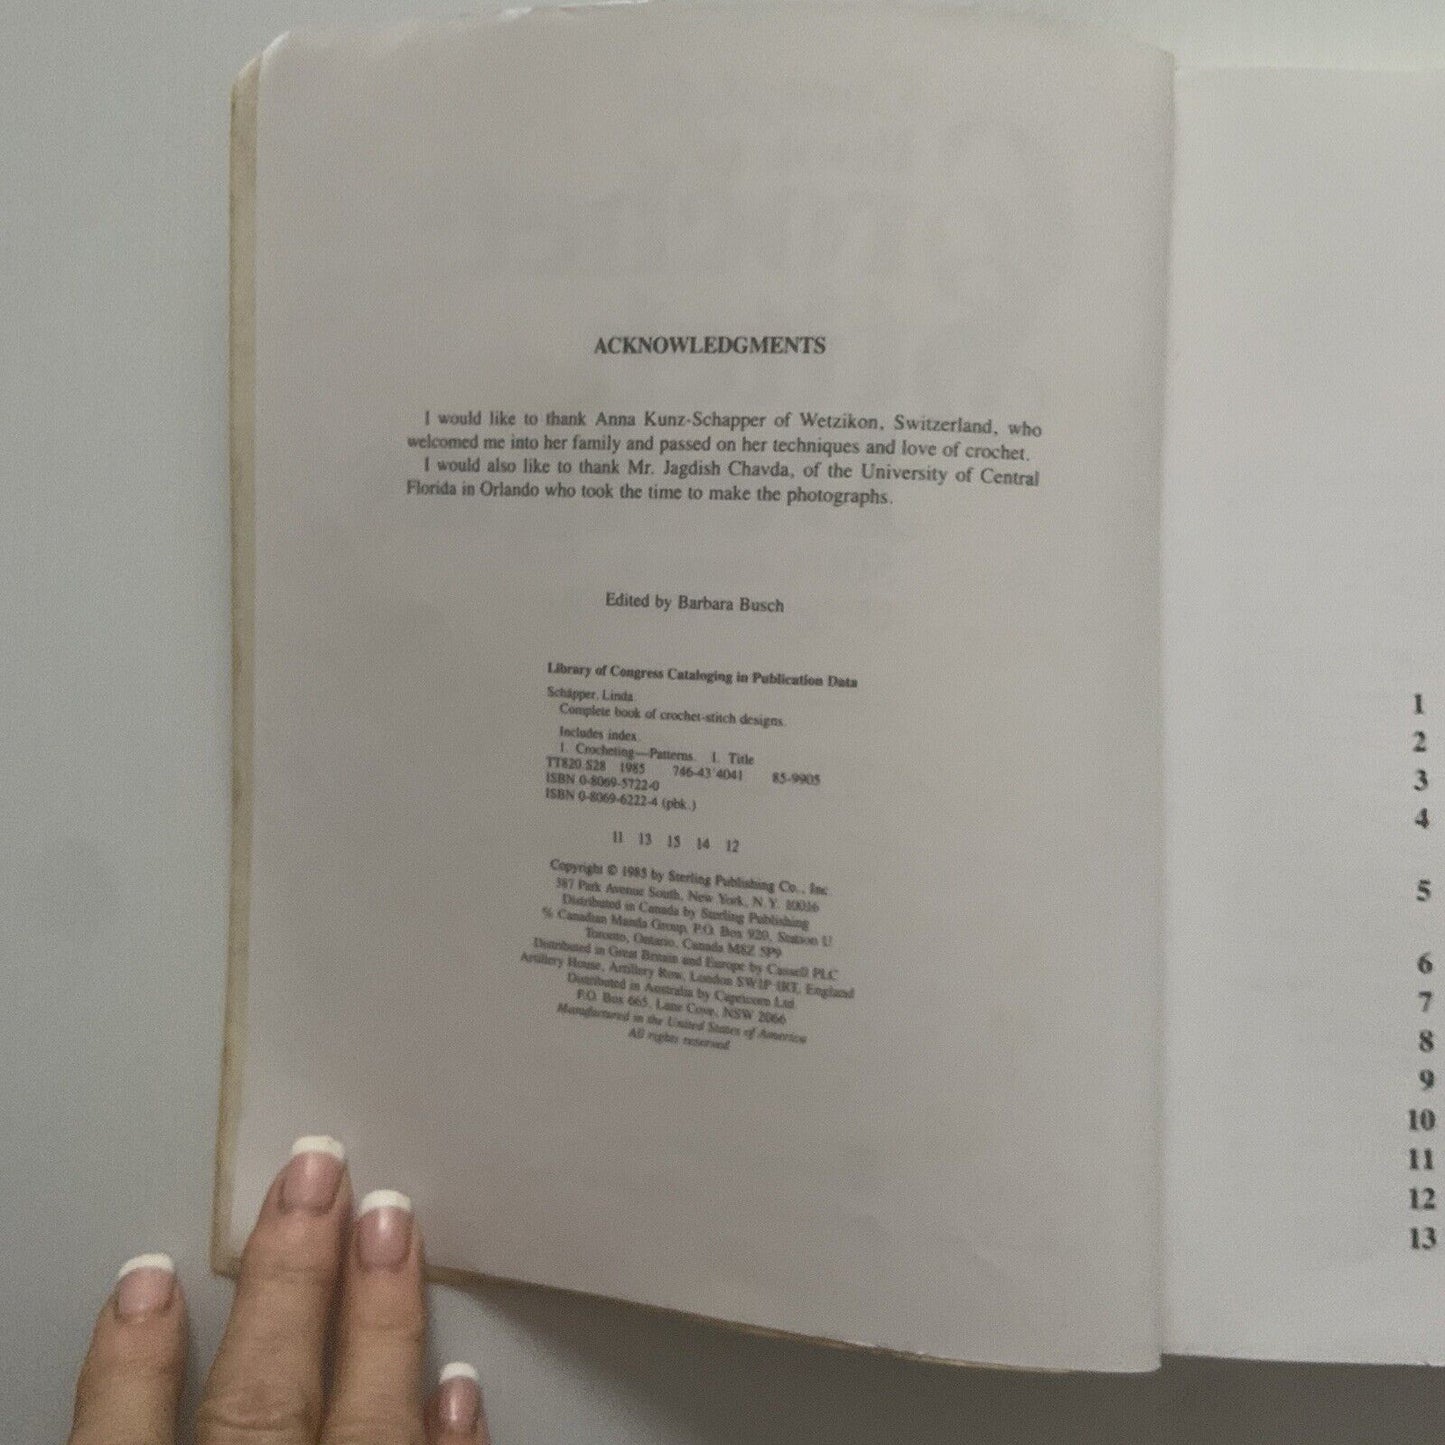 ACKNOWLEDGMENTS
I would like to thank Anna Kunz-Schapper of Wetzikon, Switzerland, who
welcomed me into her family and passed on her techniques and love of crochet.
I would also like to thank Mr. Jagdish Chavda, of the University of Central
Florida in Orlando who took the time to make the photographs.
Edited by Barbara Busch
Library of Congress Cataloging in Publication Data
Schäpper, Linda.
Complete book of crochet-stitch designs.
Includes index.
1. Crocheting—Patterns. I. Title
TT820.S28 1985 746-43'4041 85-9905
ISBN 0-8069-5722-0
ISBN 0-8069-6222-4 (pbk.)
11 13 15 14 12
Copyright © 1985 by Sterling Publishing Co., Inc.
387 Park Avenue South, New York, N.Y. 10016
Distributed in Canada by Sterling Publishing
% Canadian Manda Group, P.O. Box 920, Station U
Toronto, Ontario, Canada M8Z 5P9
Distributed in Great Britain and Europe by Cassell PLC
Artillery House, Artillery Row, London SW1P 1RT, England
Distributed in Australia by Capricorn Ltd.
P.O. Box 665, Lane Cove, NSW 2066
Manufactured in the United States of America
All rights reserved
1
2
3
4
5
6
7
8
9
10
11
12
13